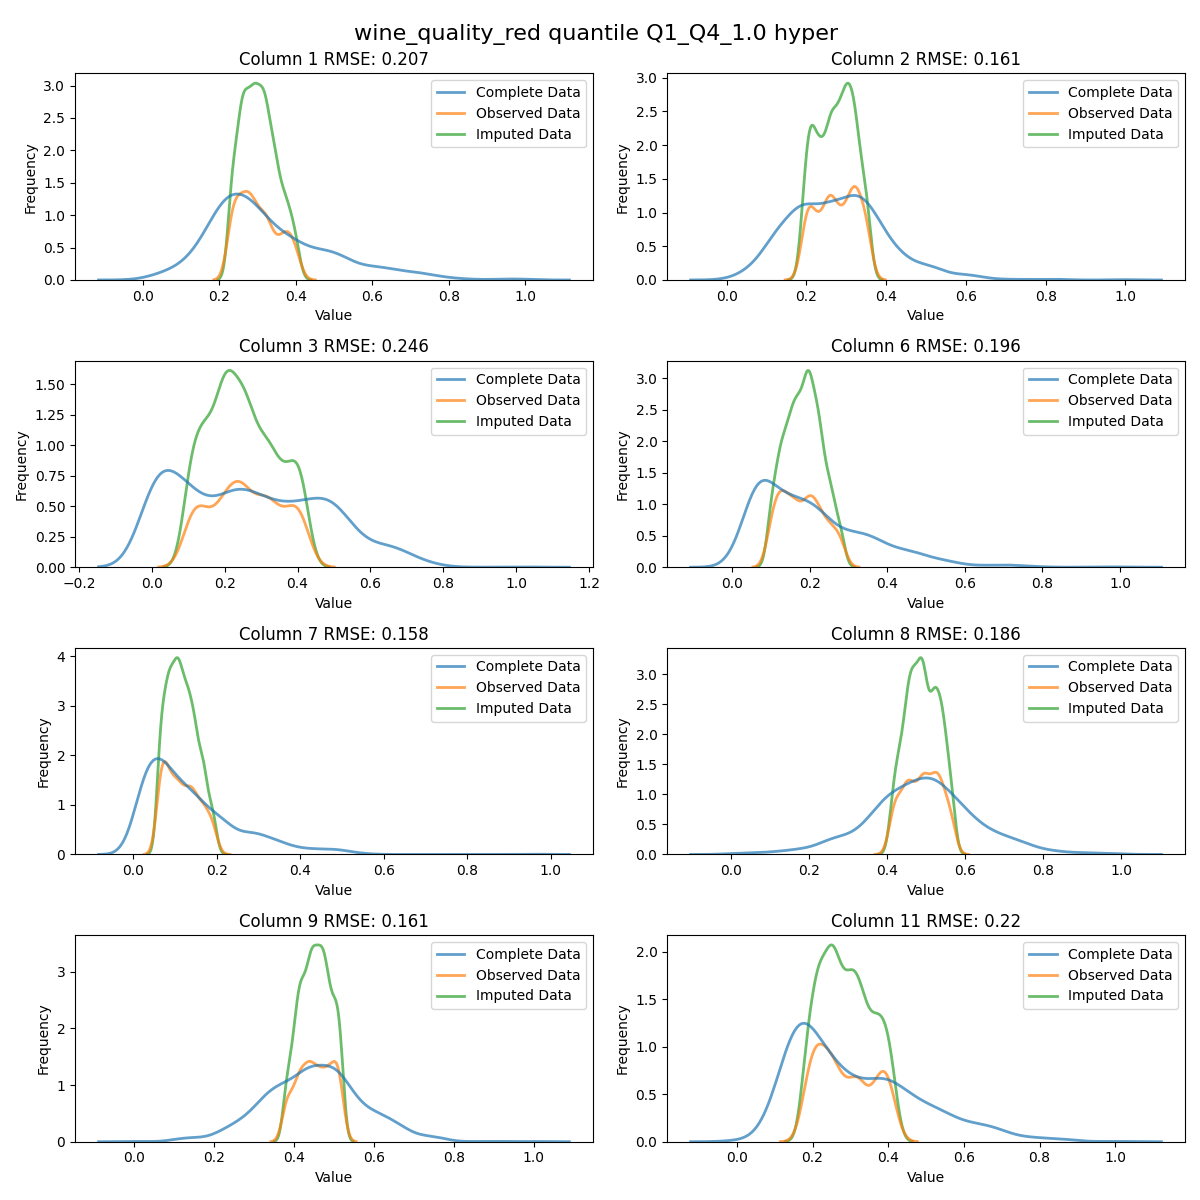 wine_quality_red quantile Q1_Q4_1.0 hyper
Column 1 RMSE: 0.207
Frequency
3.0
2.5
2.0
1.5
1.0
0.5
0.0
0.0 0.2 0.4 0.6 0.8 1.0
Value
Complete Data
Observed Data
Imputed Data
Column 2 RMSE: 0.161
Frequency
3.0
2.5
2.0
1.5
1.0
0.5
0.0
0.0 0.2 0.4 0.6 0.8 1.0
Value
Complete Data
Observed Data
Imputed Data
Column 3 RMSE: 0.246
Frequency
1.50
1.25
1.00
0.75
0.50
0.25
0.00
−0.2 0.0 0.2 0.4 0.6 0.8 1.0 1.2
Value
Complete Data
Observed Data
Imputed Data
Column 6 RMSE: 0.196
Frequency
3.0
2.5
2.0
1.5
1.0
0.5
0.0
0.0 0.2 0.4 0.6 0.8 1.0
Value
Complete Data
Observed Data
Imputed Data
Column 7 RMSE: 0.158
Frequency
4
3
2
1
0
0.0 0.2 0.4 0.6 0.8 1.0
Value
Complete Data
Observed Data
Imputed Data
Column 8 RMSE: 0.186
Frequency
3.0
2.5
2.0
1.5
1.0
0.5
0.0
0.0 0.2 0.4 0.6 0.8 1.0
Value
Complete Data
Observed Data
Imputed Data
Column 9 RMSE: 0.161
Frequency
3
2
1
0
0.0 0.2 0.4 0.6 0.8 1.0
Value
Complete Data
Observed Data
Imputed Data
Column 11 RMSE: 0.22
Frequency
2.0
1.5
1.0
0.5
0.0
0.0 0.2 0.4 0.6 0.8 1.0
Value
Complete Data
Observed Data
Imputed Data